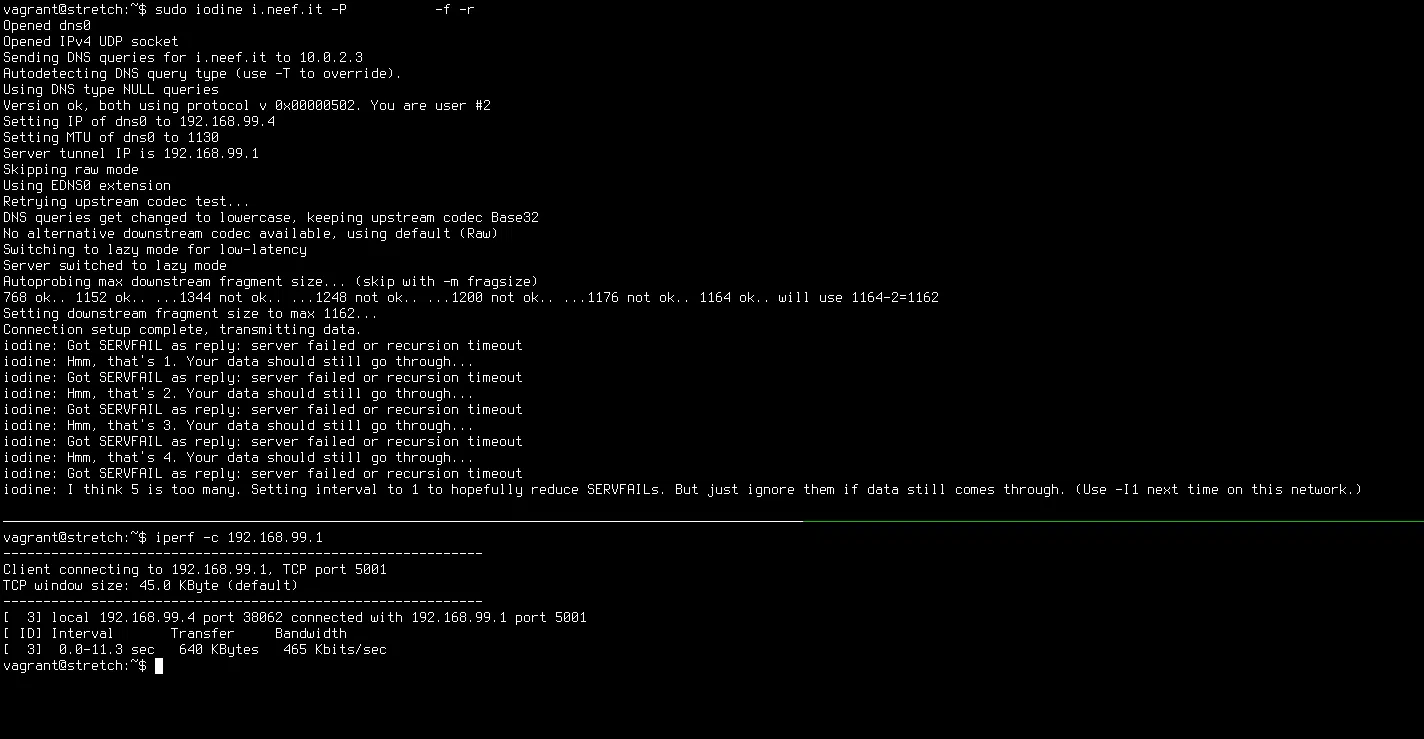 vagrant@stretch:~$ sudo iodine i.neef.it -P -f -r
Opened dns0
Opened IPv4 UDP socket
Sending DNS queries for i.neef.it to 10.0.2.3
Autodetecting DNS query type (use -T to override).
Using DNS type NULL queries
Version ok, both using protocol v 0x00000502. You are user #2
Setting IP of dns0 to 192.168.99.4
Setting MTU of dns0 to 1130
Server tunnel IP is 192.168.99.1
Skipping raw mode
Using EDNS0 extension
Retrying upstream codec test...
DNS queries get changed to lowercase, keeping upstream codec Base32
No alternative downstream codec available, using default (Raw)
Switching to lazy mode for low-latency
Server switched to lazy mode
Autoprobing max downstream fragment size... (skip with -m fragsize)
768 ok.. 1152 ok.. ...1344 not ok.. ...1248 not ok.. ...1200 not ok.. ...1176 not ok.. 1164 ok.. will use 1164-2=1162
Setting downstream fragment size to max 1162...
Connection setup complete, transmitting data.
iodine: Got SERVFAIL as reply: server failed or recursion timeout
iodine: Hmm, that's 1. Your data should still go through...
iodine: Got SERVFAIL as reply: server failed or recursion timeout
iodine: Hmm, that's 2. Your data should still go through...
iodine: Got SERVFAIL as reply: server failed or recursion timeout
iodine: Hmm, that's 3. Your data should still go through...
iodine: Got SERVFAIL as reply: server failed or recursion timeout
iodine: Hmm, that's 4. Your data should still go through...
iodine: Got SERVFAIL as reply: server failed or recursion timeout
iodine: I think 5 is too many. Setting interval to 1 to hopefully reduce SERVFAILs. But just ignore them if data still comes through. (Use -I1 next time on this network.)
vagrant@stretch:~$ iperf -c 192.168.99.1
------------------------------------------------------------
Client connecting to 192.168.99.1, TCP port 5001
TCP window size: 45.0 KByte (default)
------------------------------------------------------------
[  3] local 192.168.99.4 port 38062 connected with 192.168.99.1 port 5001
[ ID] Interval       Transfer     Bandwidth
[  3]  0.0-11.3 sec   640 KBytes   465 Kbits/sec
vagrant@stretch:~$